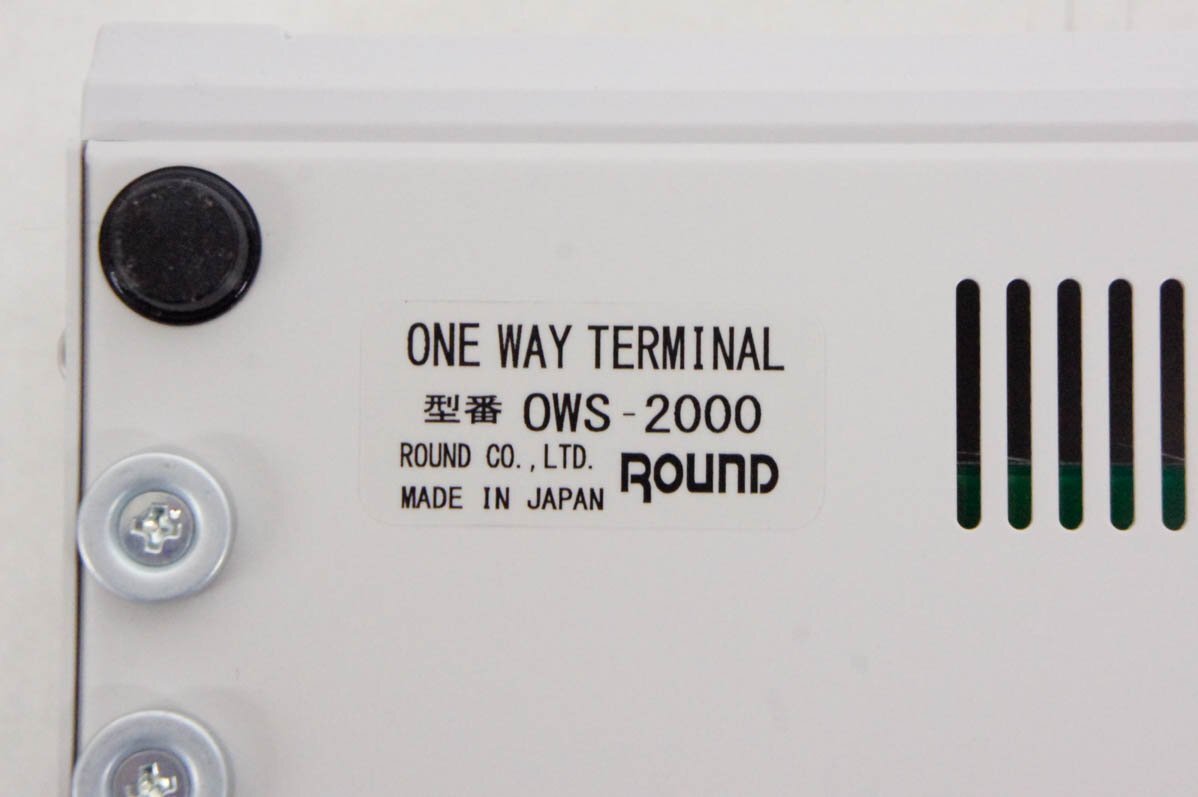 ONE WAY TERMINAL
型番 OWS-2000
ROUND CO.,LTD. ROUND
MADE IN JAPAN